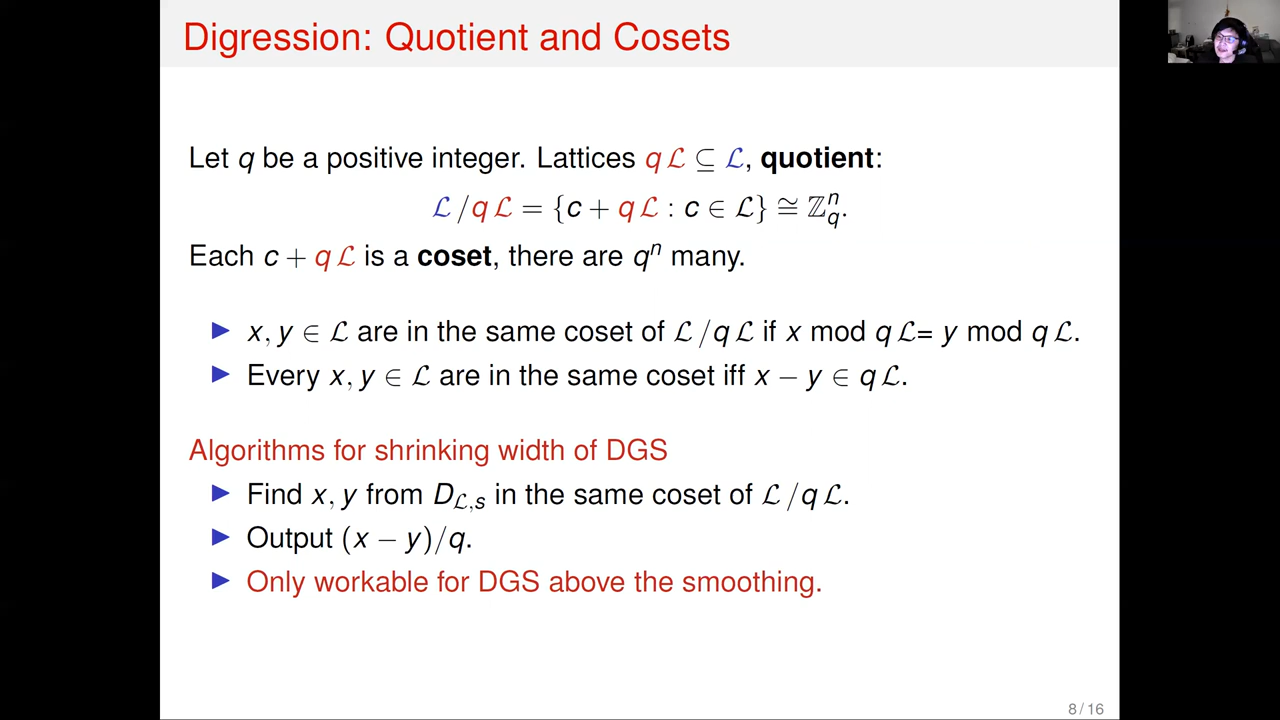 Digression: Quotient and Cosets
Let q be a positive integer. Lattices qℒ ⊆ ℒ, quotient:
ℒ/qℒ = {c + qℒ : c ∈ ℒ} ≅ ℤ_q^n.
Each c + qℒ is a coset, there are q^n many.
▶ x, y ∈ ℒ are in the same coset of ℒ/qℒ if x mod qℒ= y mod qℒ.
▶ Every x, y ∈ ℒ are in the same coset iff x − y ∈ qℒ.
Algorithms for shrinking width of DGS
▶ Find x, y from D_{ℒ,s} in the same coset of ℒ/qℒ.
▶ Output (x − y)/q.
▶ Only workable for DGS above the smoothing.
8 / 16